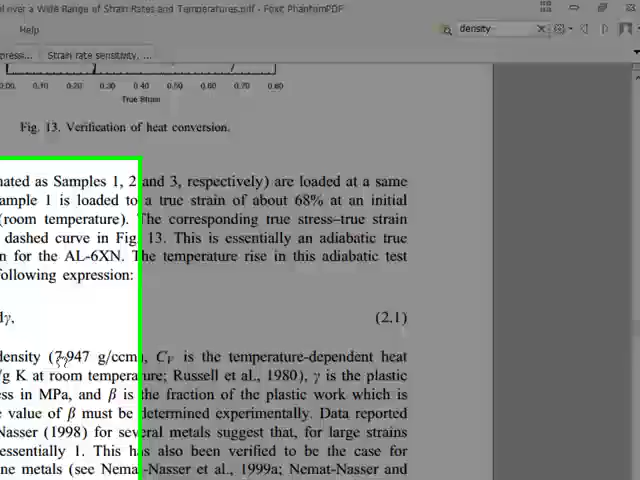 l over a Wide Range of Strain Rates and Temperatures.pdf - Foxit PhantomPDF
Help
density
press... Strain rate sensitivity, ...
0.00 0.10 0.20 0.30 0.40 0.50 0.60 0.70 0.80
True Strain
Fig. 13. Verification of heat conversion.
nated as Samples 1, 2 and 3, respectively) are loaded at a same
ample 1 is loaded to a true strain of about 68% at an initial
(room temperature). The corresponding true stress–true strain
dashed curve in Fig. 13. This is essentially an adiabatic true
n for the AL-6XN. The temperature rise in this adiabatic test
following expression:
dγ, (2.1)
density (7.947 g/ccm), C
is the temperature-dependent heat
/g K at room temperature; Russell et al., 1980), γ is the plastic
ess in MPa, and β is the fraction of the plastic work which is
e value of β must be determined experimentally. Data reported
Nasser (1998) for several metals suggest that, for large strains
essentially 1. This has also been verified to be the case for
ne metals (see Nemat-Nasser et al., 1999a; Nemat-Nasser and